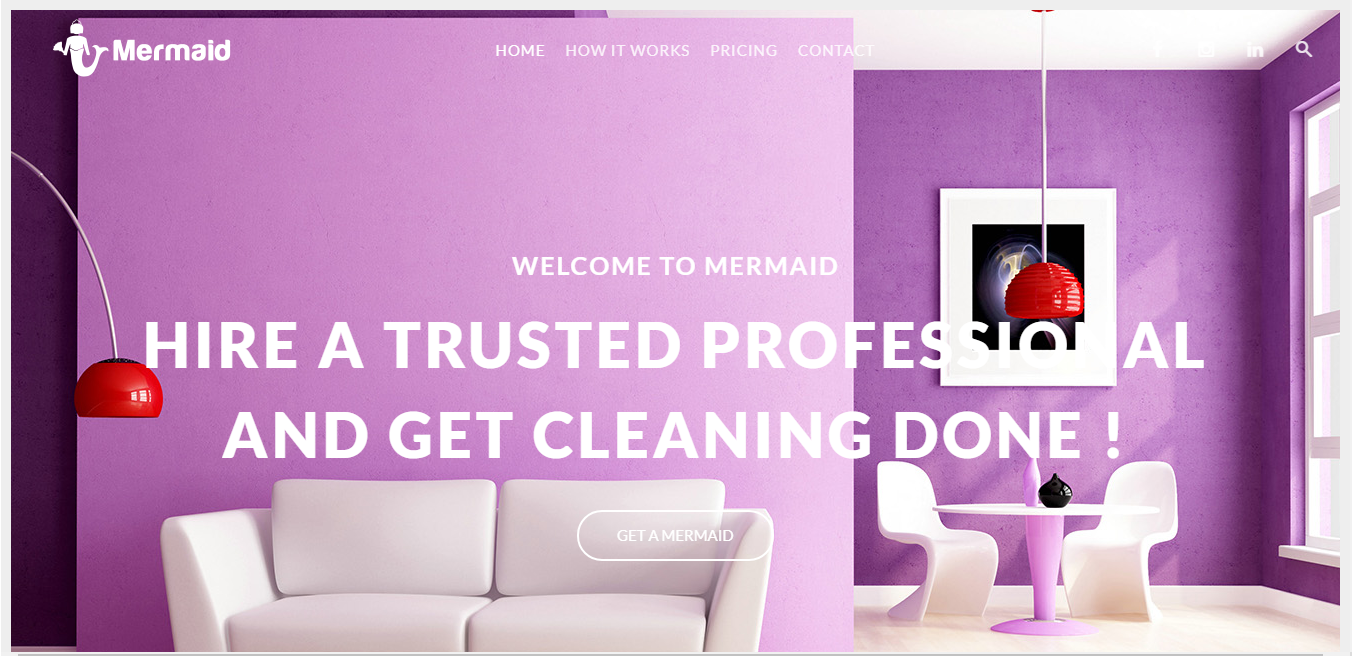 Mermaid
HOME HOW IT WORKS PRICING CONTACT
in
WELCOME TO MERMAID
HIRE A TRUSTED PROFESSIONAL
AND GET CLEANING DONE !
GET A MERMAID